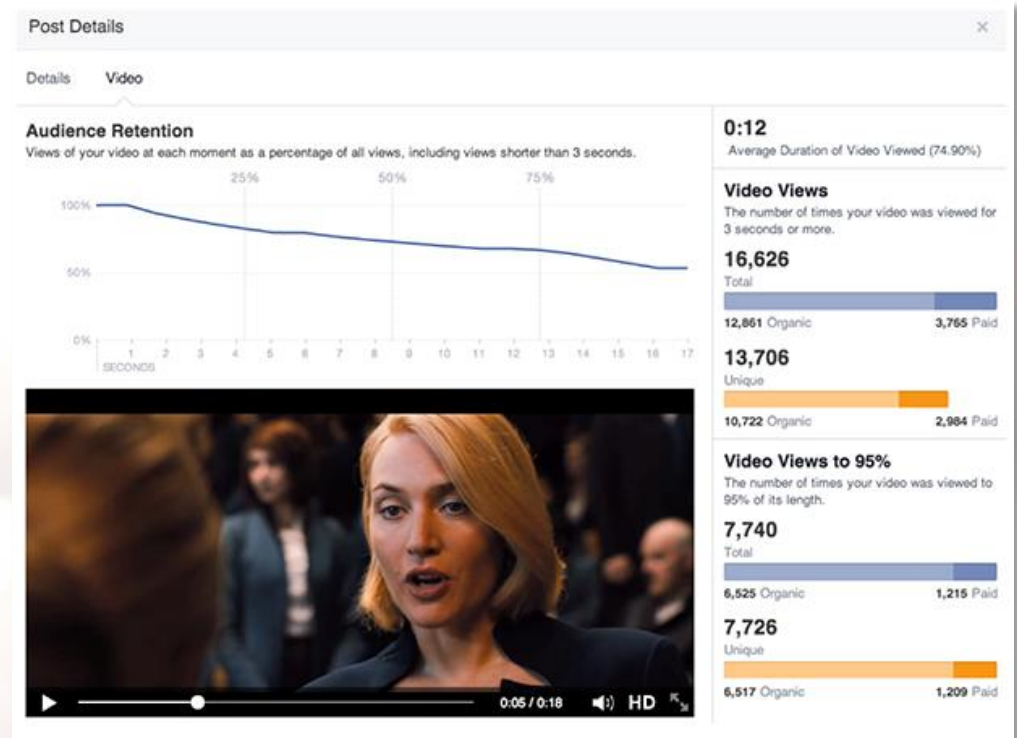 Post Details
×
Details Video
Audience Retention
Views of your video at each moment as a percentage of all views, including views shorter than 3 seconds.
25% 50% 75%
100%
50%
0%
1 2 3 4 5 6 7 8 9 10 11 12 13 14 15 16 17
SECONDS
0:05 / 0:18 HD
0:12
Average Duration of Video Viewed (74.90%)
Video Views
The number of times your video was viewed for
3 seconds or more.
16,626
Total
12,861 Organic 3,765 Paid
13,706
Unique
10,722 Organic 2,984 Paid
Video Views to 95%
The number of times your video was viewed to
95% of its length.
7,740
Total
6,525 Organic 1,215 Paid
7,726
Unique
6,517 Organic 1,209 Paid